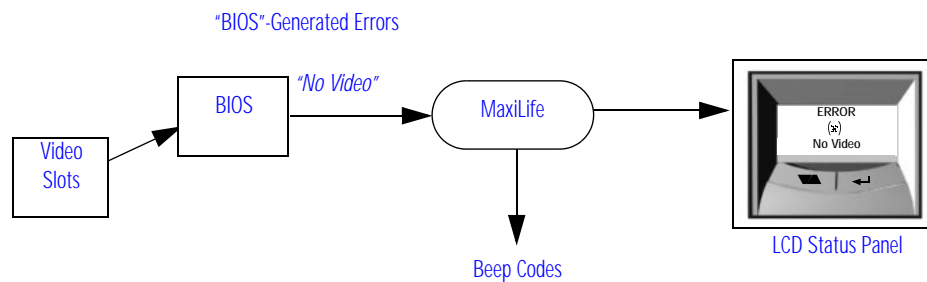 "BIOS"-Generated Errors
"No Video"
BIOS
MaxiLife
Video
Slots
ERROR
(x)
No Video
LCD Status Panel
Beep Codes